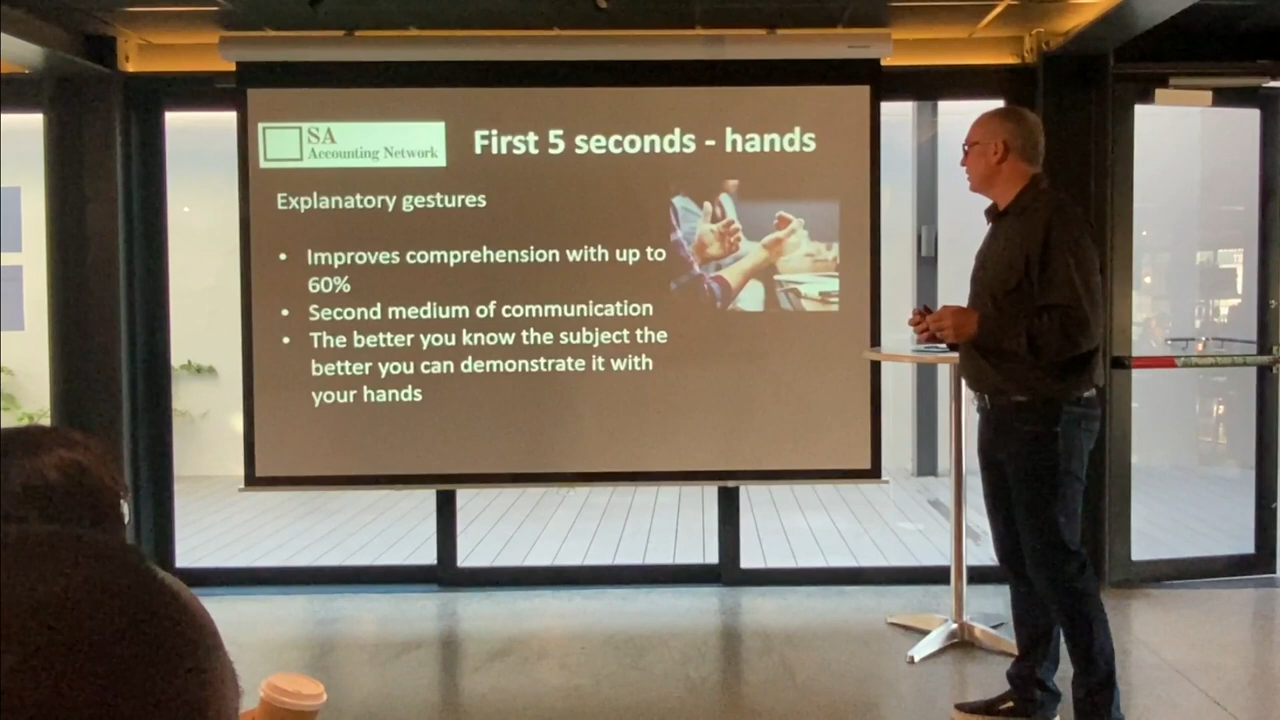 SA
Accounting Network
First 5 seconds - hands
Explanatory gestures
• Improves comprehension with up to
60%
• Second medium of communication
• The better you know the subject the
better you can demonstrate it with
your hands